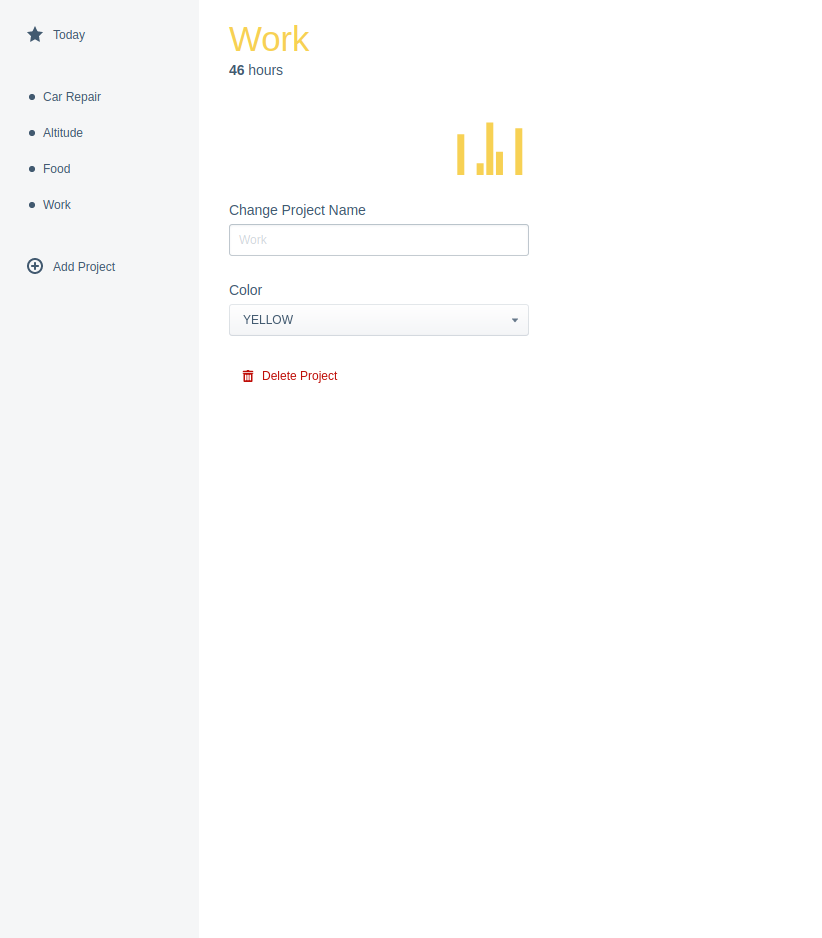 Today
Car Repair
Altitude
Food
Work
Add Project
Work
46 hours
Change Project Name
Work
Color
YELLOW
Delete Project